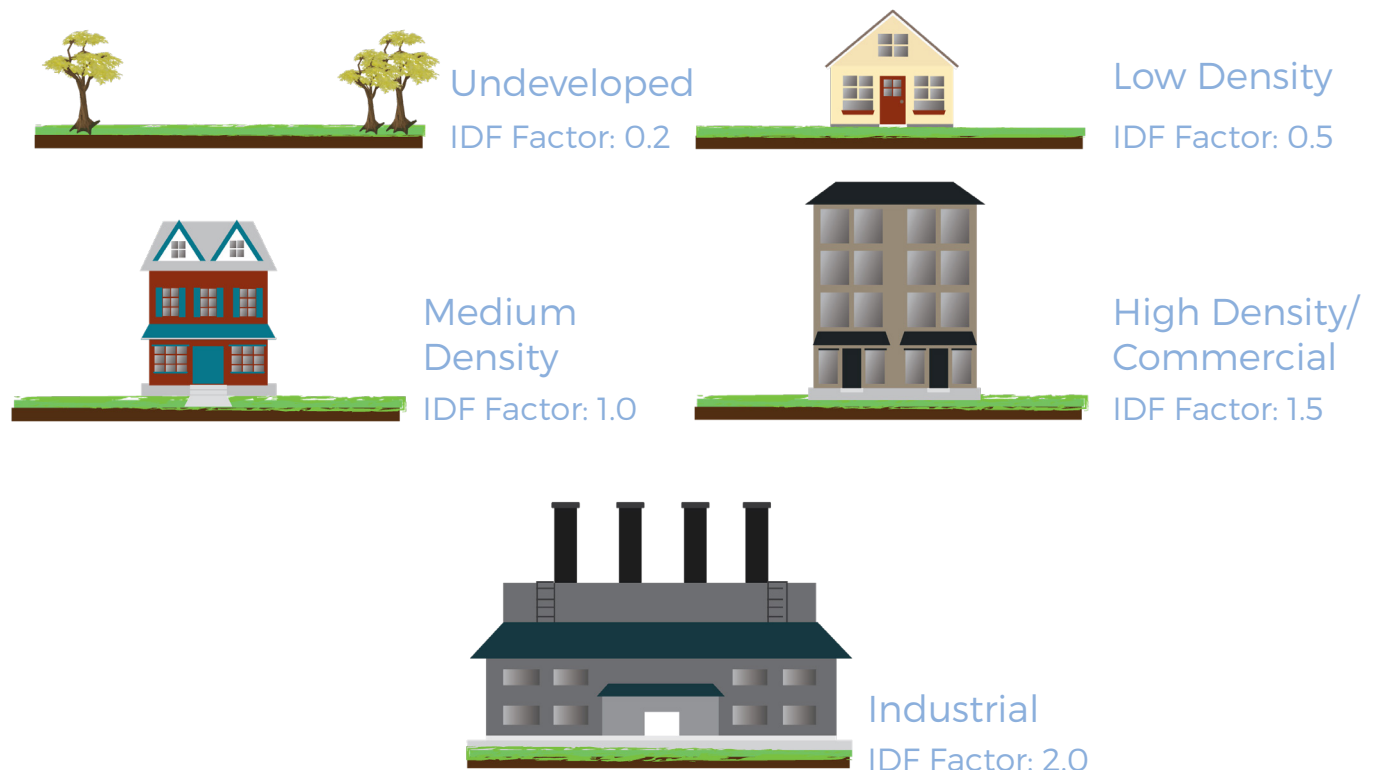 Undeveloped
IDF Factor: 0.2
Low Density
IDF Factor: 0.5
Medium
Density
IDF Factor: 1.0
High Density/
Commercial
IDF Factor: 1.5
Industrial
IDF Factor: 2.0